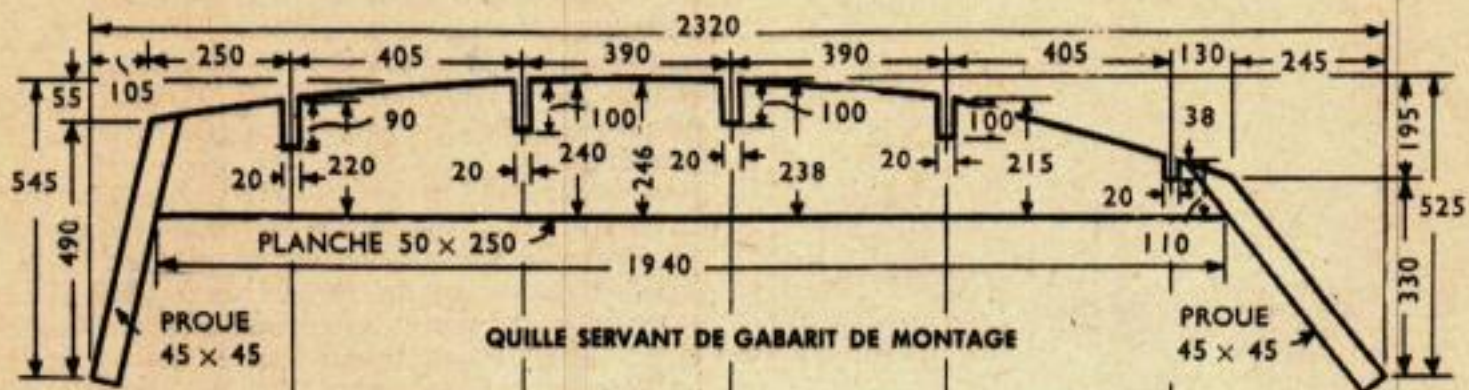 2320
250 405 390 390 405 130 245
55 105 195
90 100 100 100 38
545 490 20 220 20 240 246 20 238 20 215 20 525
PLANCHE 50 × 250 110
1940 330
PROUE
45 × 45
QUILLE SERVANT DE GABARIT DE MONTAGE
PROUE
45 × 45